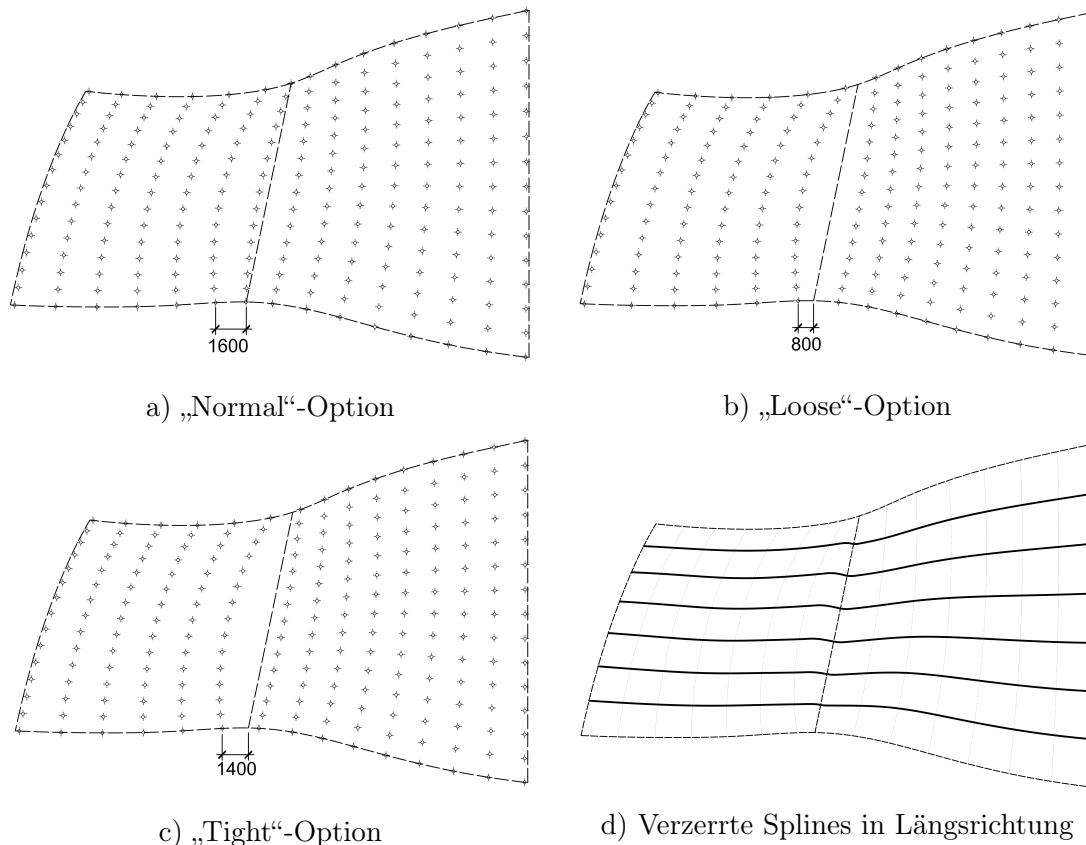 1600
800
a) „Normal“-Option
b) „Loose“-Option
1400
c) „Tight“-Option
d) Verzerrte Splines in Längsrichtung